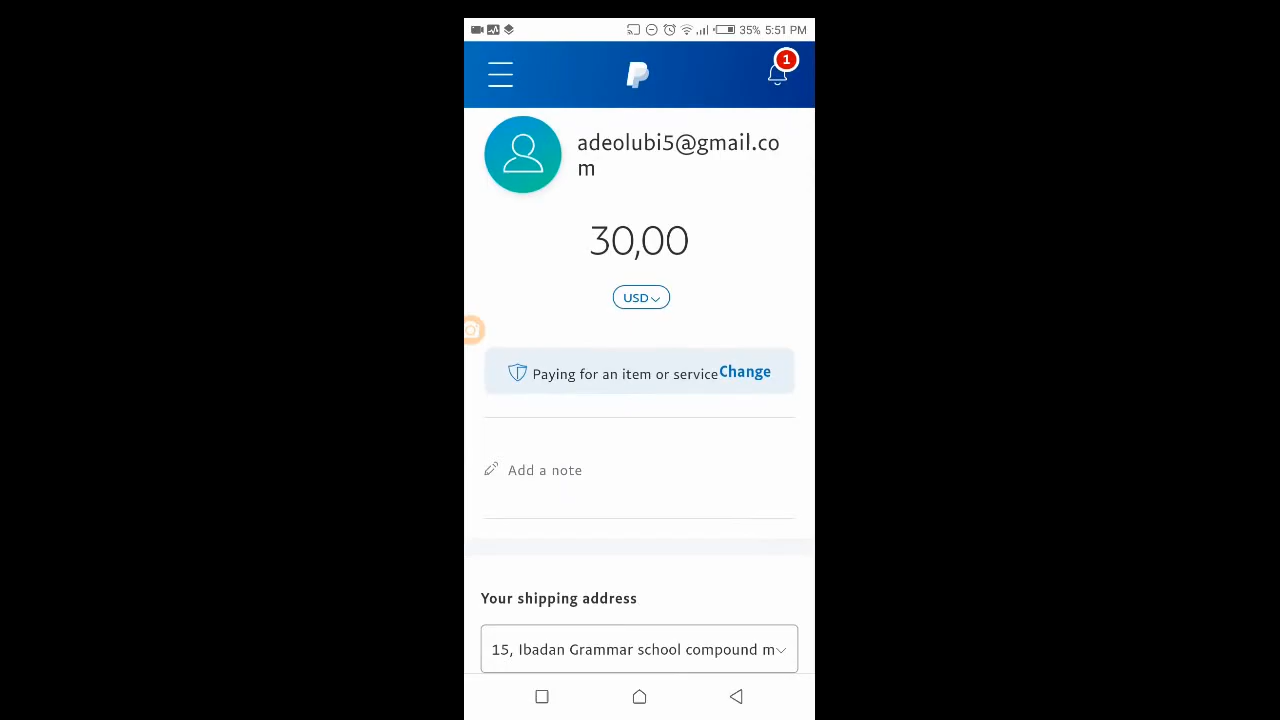 35% 5:51 PM
1
adeolubi5@gmail.co
m
30,00
USD
Paying for an item or service Change
Add a note
Your shipping address
15, Ibadan Grammar school compound m